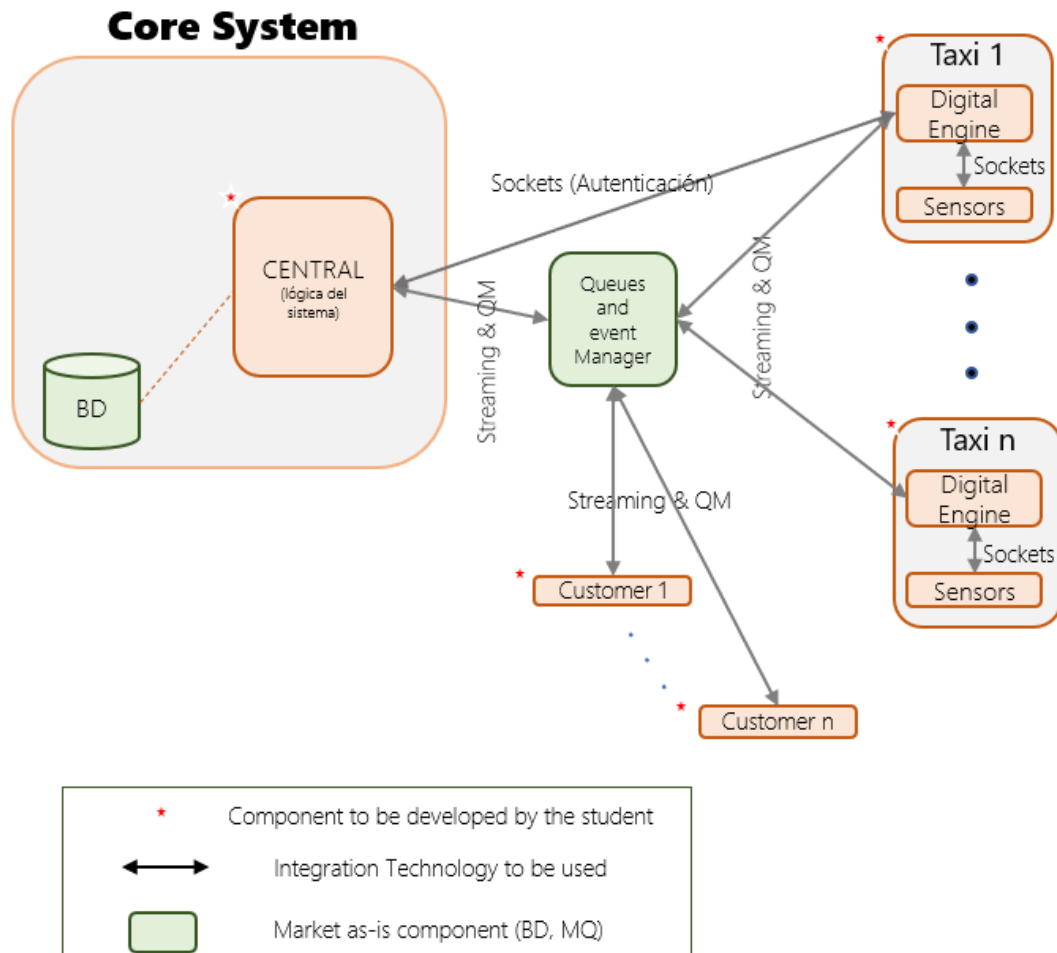 Core System
CENTRAL
(lógica del
sistema)
BD
Sockets (Autenticación)
Streaming & QM
Queues
and
event
Manager
Streaming & QM
Streaming & QM
Taxi 1
Digital
Engine
Sockets
Sensors
Taxi n
Digital
Engine
Sockets
Sensors
Customer 1
Customer n
Component to be developed by the student
Integration Technology to be used
Market as-is component (BD, MQ)